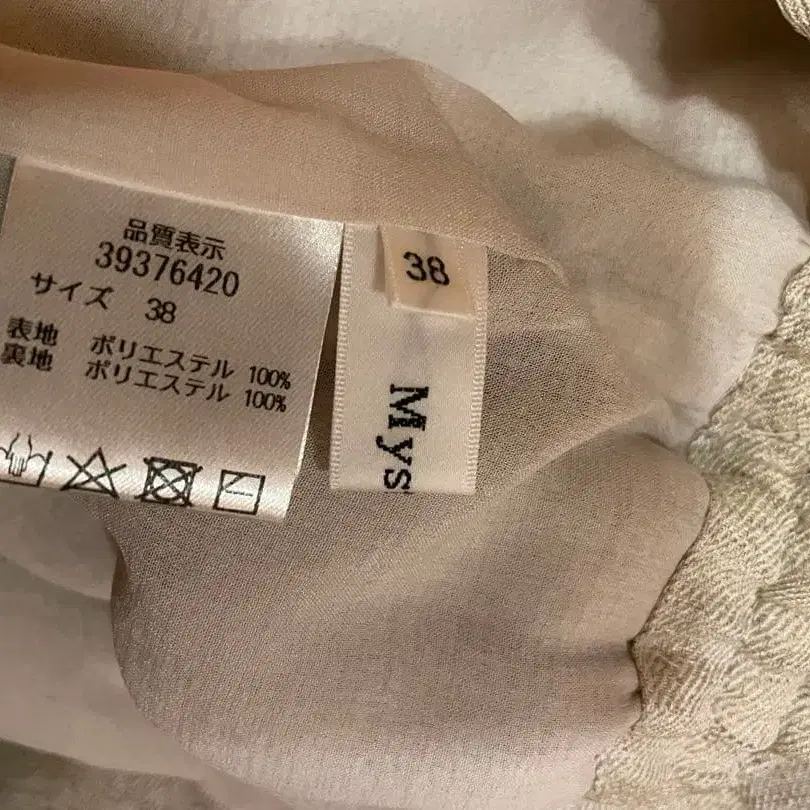 品質表示
39376420
サイズ 38
表地 ポリエステル 100%
裏地 ポリエステル 100%
38
Mys